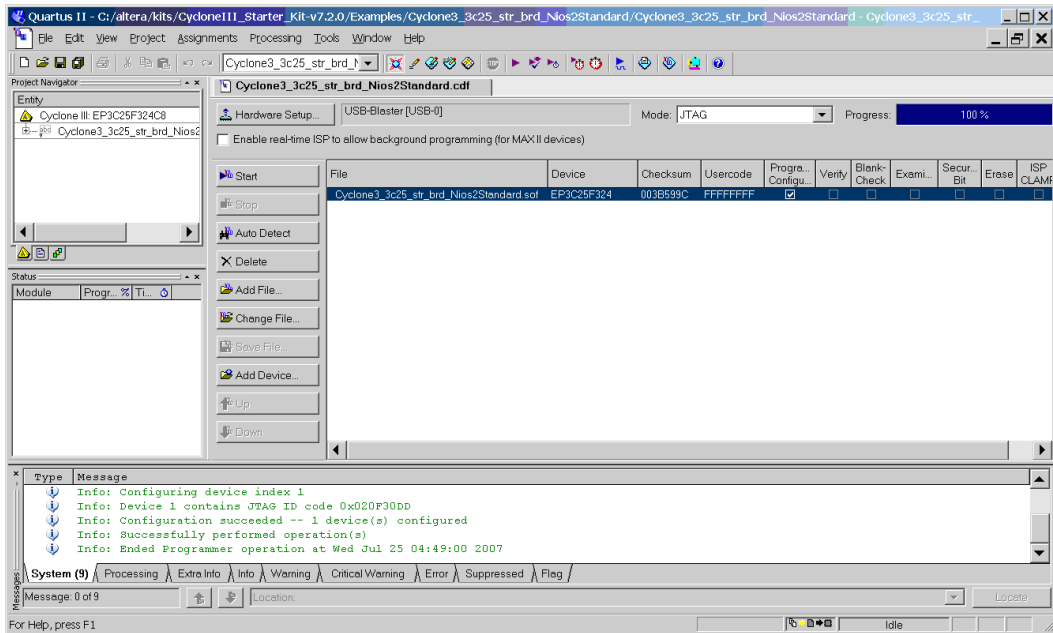 Quartus II - C:/altera/kits/CycloneIII_Starter_Kit-v7.2.0/Examples/Cyclone3_3c25_str_brd_Nios2Standard/Cyclone3_3c25_str_brd_Nios2Standard - Cyclone3_3c25_str_
File Edit View Project Assignments Processing Tools Window Help
Cyclone3_3c25_str_brd_N
Project Navigator
Entity
Cyclone III: EP3C25F324C8
Cyclone3_3c25_str_brd_Nios2
Status
Module Progr... % Ti...
Cyclone3_3c25_str_brd_Nios2Standard.cdf
Hardware Setup... USB-Blaster [USB-0] Mode: JTAG Progress: 100 %
Enable real-time ISP to allow background programming (for MAX II devices)
Start
Stop
Auto Detect
Delete
Add File...
Change File...
Save File...
Add Device...
Up
Down
File Device Checksum Usercode Progra... Configu... Verify Blank-Check Exami... Secur... Bit Erase ISP CLAMP
Cyclone3_3c25_str_brd_Nios2Standard.sof EP3C25F324 003B599C FFFFFFFF
Type Message
Info: Configuring device index 1
Info: Device 1 contains JTAG ID code 0x020F30DD
Info: Configuration succeeded -- 1 device(s) configured
Info: Successfully performed operation(s)
Info: Ended Programmer operation at Wed Jul 25 04:49:00 2007
System (9) Processing Extra Info Info Warning Critical Warning Error Suppressed Flag
Messages
Message: 0 of 9 Location: Locate
For Help, press F1 Idle